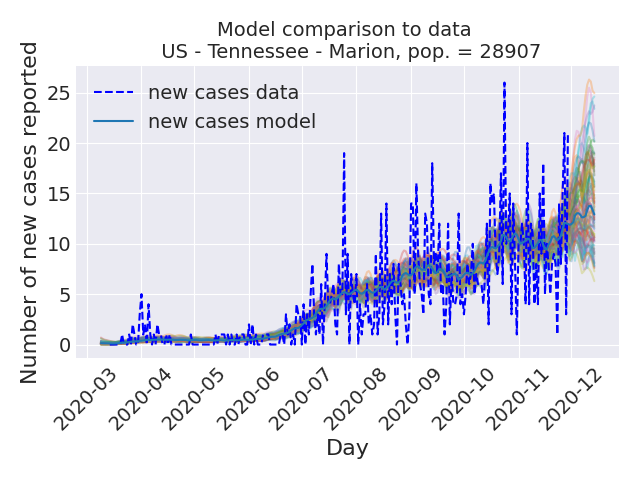 Model comparison to data
US - Tennessee - Marion, pop. = 28907
Number of new cases reported
25
20
15
10
5
0
new cases data
new cases model
2020-03
2020-04
2020-05
2020-06
2020-07
2020-08
2020-09
2020-10
2020-11
2020-12
Day